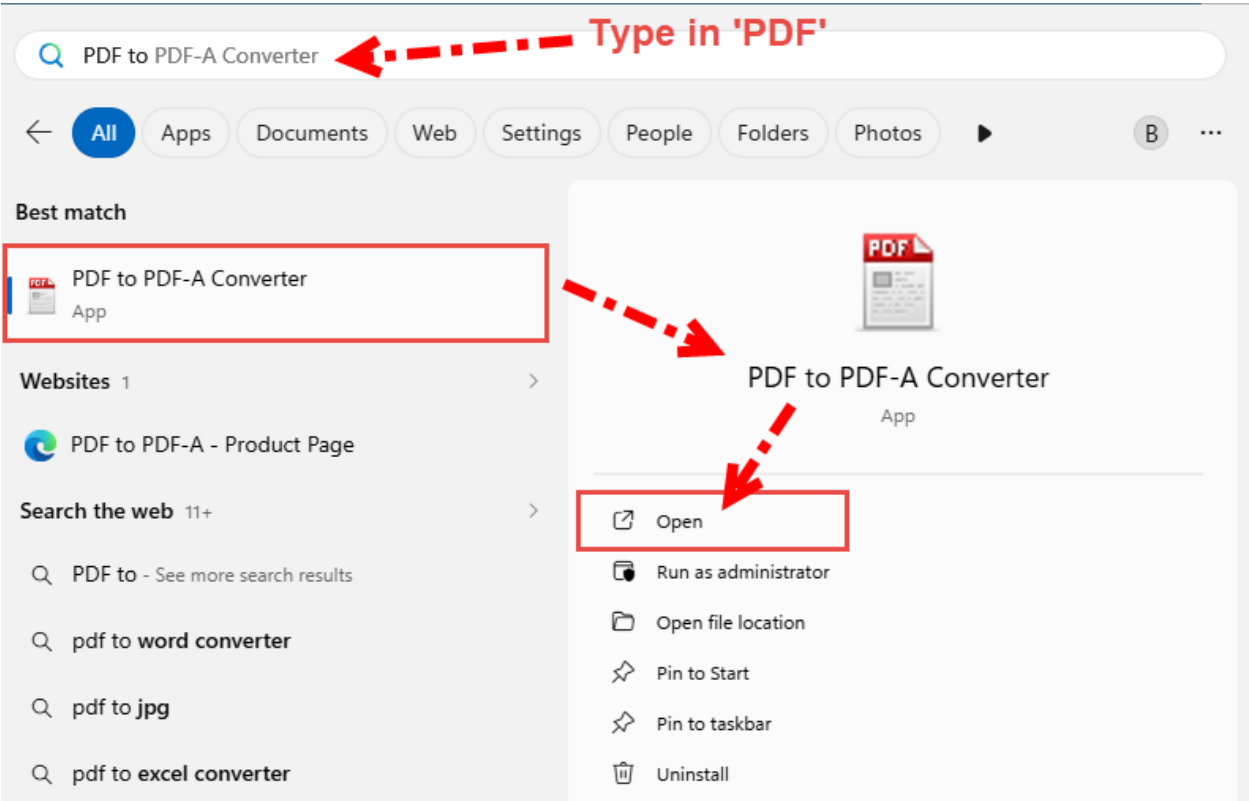 Type in 'PDF'
PDF to PDF-A Converter
All Apps Documents Web Settings People Folders Photos B
Best match
PDF to PDF-A Converter
App
Websites 1
PDF to PDF-A - Product Page
Search the web 11+
PDF to - See more search results
pdf to word converter
pdf to jpg
pdf to excel converter
PDF
PDF to PDF-A Converter
App
Open
Run as administrator
Open file location
Pin to Start
Pin to taskbar
Uninstall